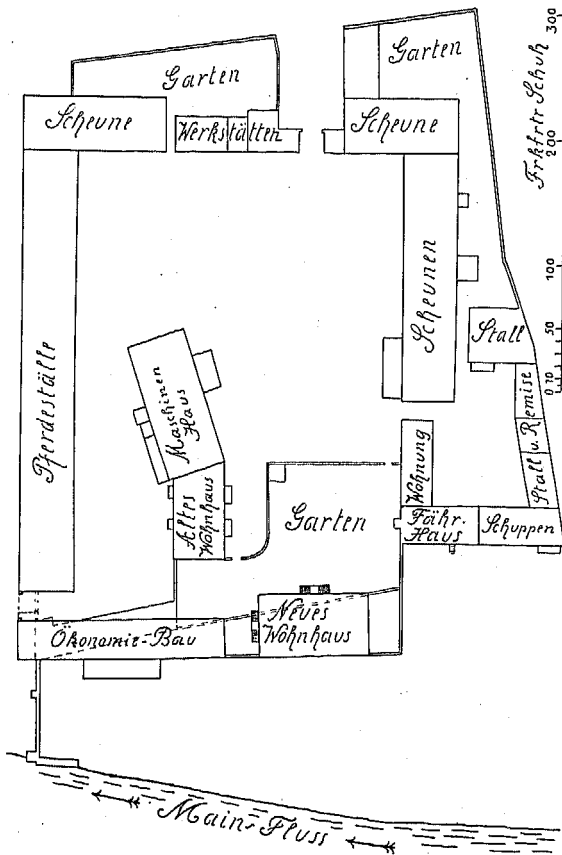 Garten
Garten
Scheune
Werkstätten
Scheune
300
200
100
50
0 10
Frkftrtr Schuh
Scheunen
Stall
Pferdeställe
Maschinen
Haus
Stall u. Remise
Wohnung
Altes
Wohnhaus
Garten
Fähr-
Haus
Schuppen
Neues
Wohnhaus
Ökonomie-Bau
Main-Fluss